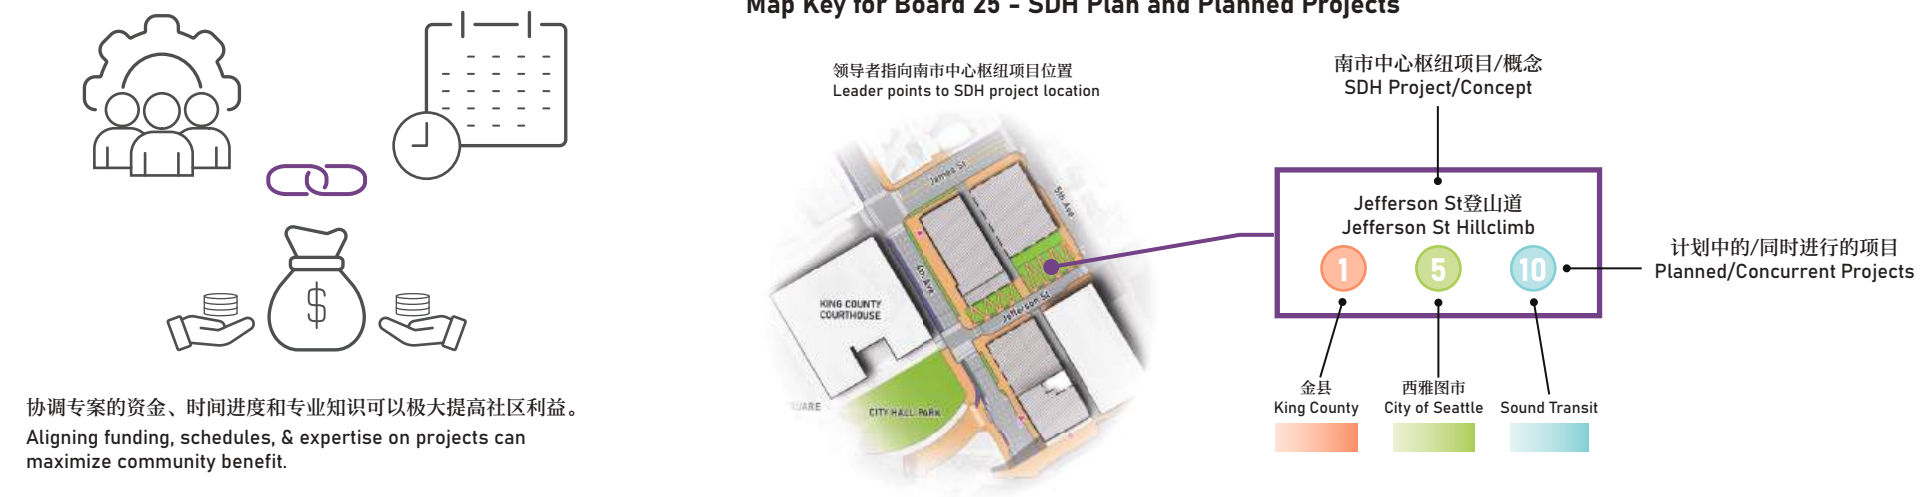 Map Key for Board 25 - SDH Plan and Planned Projects
$
协调专案的资金、时间进度和专业知识可以极大提高社区利益。
Aligning funding, schedules, & expertise on projects can
maximize community benefit.
领导者指向南市中心枢纽项目位置
Leader points to SDH project location
James St
5th Ave
4th Ave
KING COUNTY
COURTHOUSE
Jefferson St
CITY HALL PARK
UARE
南市中心枢纽项目/概念
SDH Project/Concept
Jefferson St登山道
Jefferson St Hillclimb
1 5 10
计划中的/同时进行的项目
Planned/Concurrent Projects
金县
King County
西雅图市
City of Seattle
Sound Transit